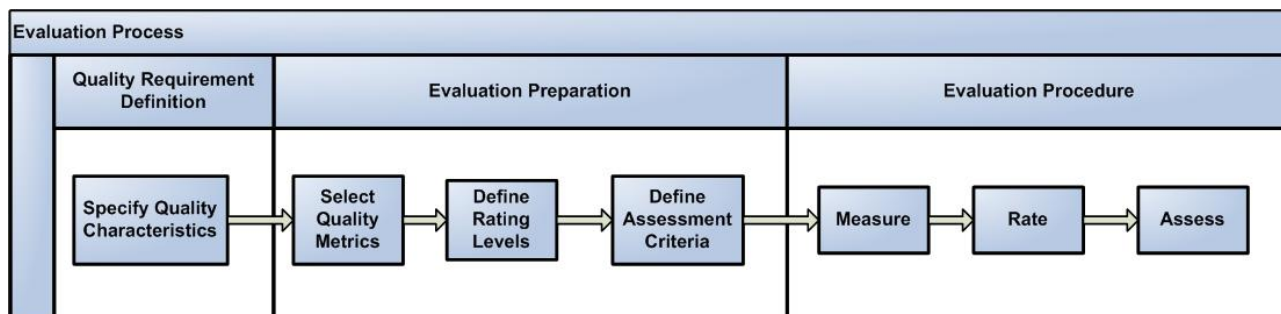 Evaluation Process
Quality Requirement
Definition
Evaluation Preparation
Evaluation Procedure
Specify Quality
Characteristics
Select
Quality
Metrics
Define
Rating
Levels
Define
Assessment
Criteria
Measure
Rate
Assess